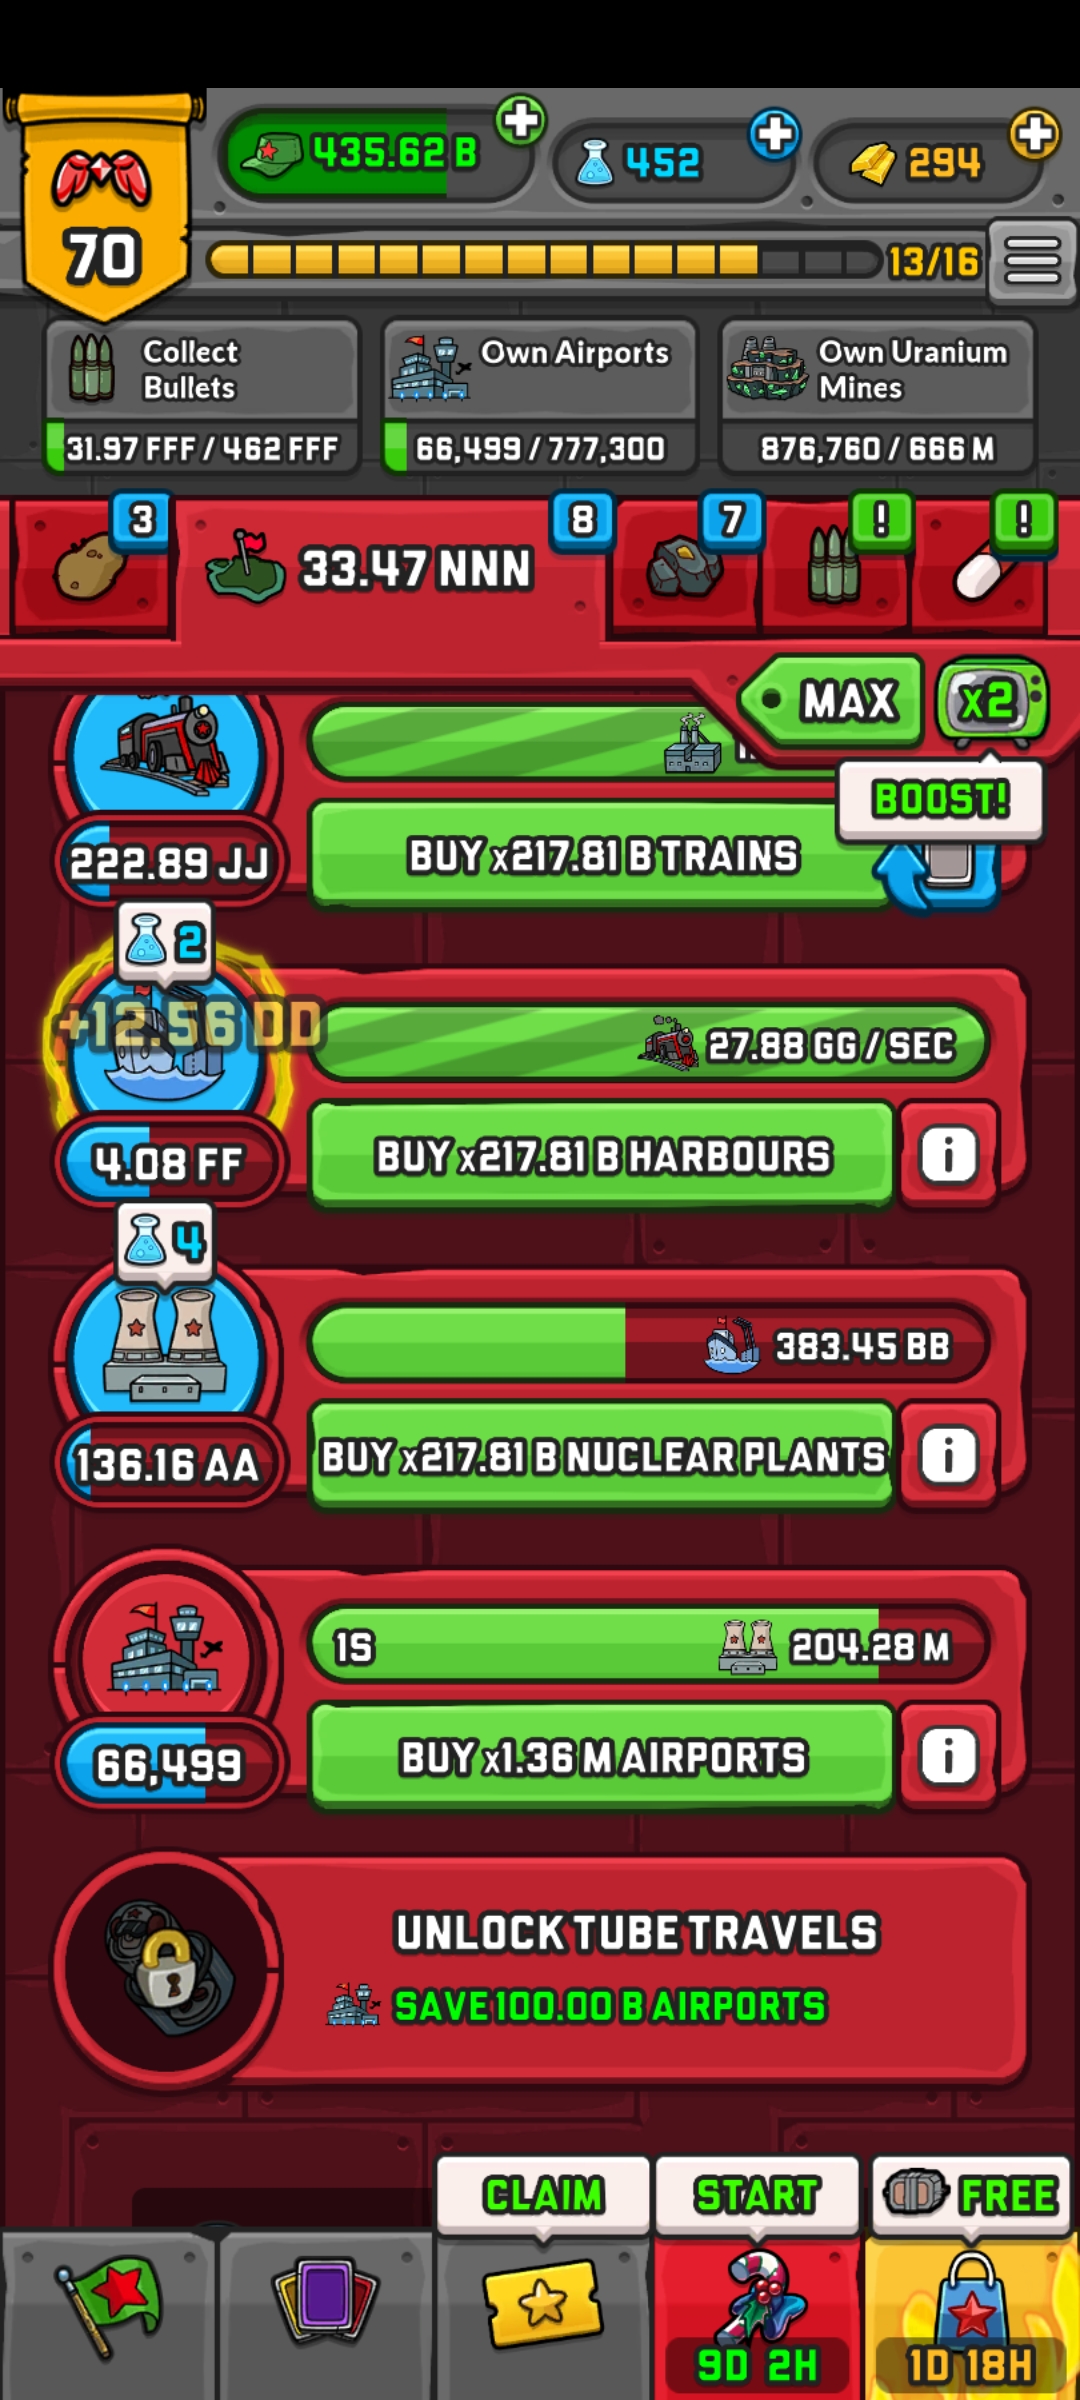 435.62 B
452
294
70
13/16
Collect
Bullets
Own Airports
Own Uranium
Mines
31.97 FFF / 462 FFF
66,499 / 777,300
876,760 / 666 M
3
33.47 NNN
8
7
!
!
MAX
x2
BOOST!
222.89 JJ
BUY x217.81 B TRAINS
2
+12.56 DD
27.88 GG / SEC
4.08 FF
BUY x217.81 B HARBOURS
i
4
383.45 BB
136.16 AA
BUY x217.81 B NUCLEAR PLANTS
i
1S
204.28 M
66,499
BUY x1.36 M AIRPORTS
i
UNLOCK TUBE TRAVELS
SAVE 100.00 B AIRPORTS
CLAIM
START
FREE
9D 2H
1D 18H